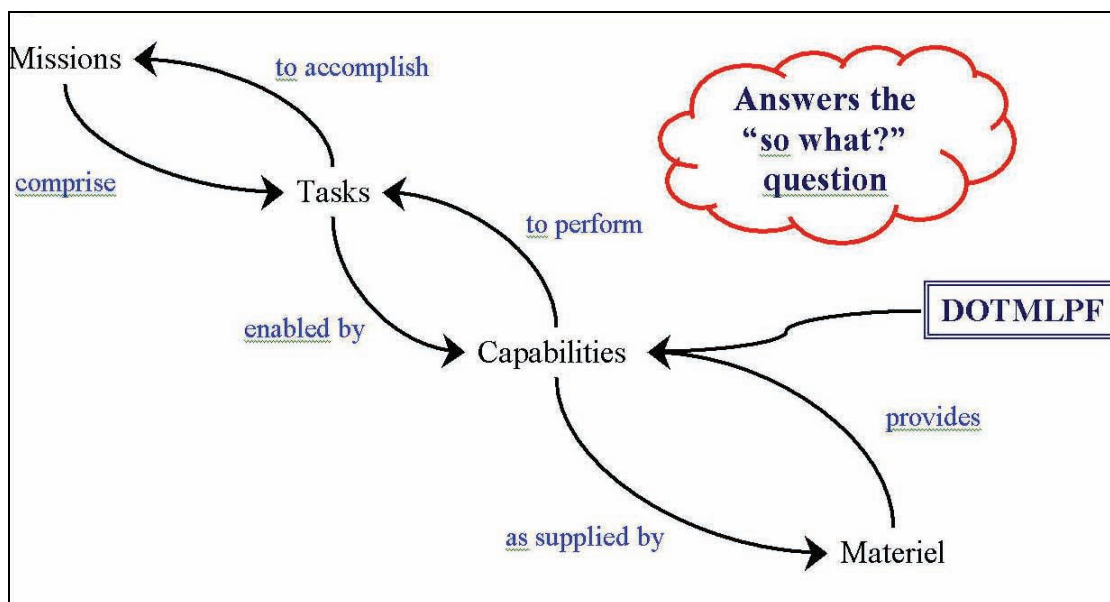 Missions
to accomplish
Answers the
“so what?”
question
comprise
Tasks
to perform
enabled by
Capabilities
DOTMLPF
provides
as supplied by
Materiel